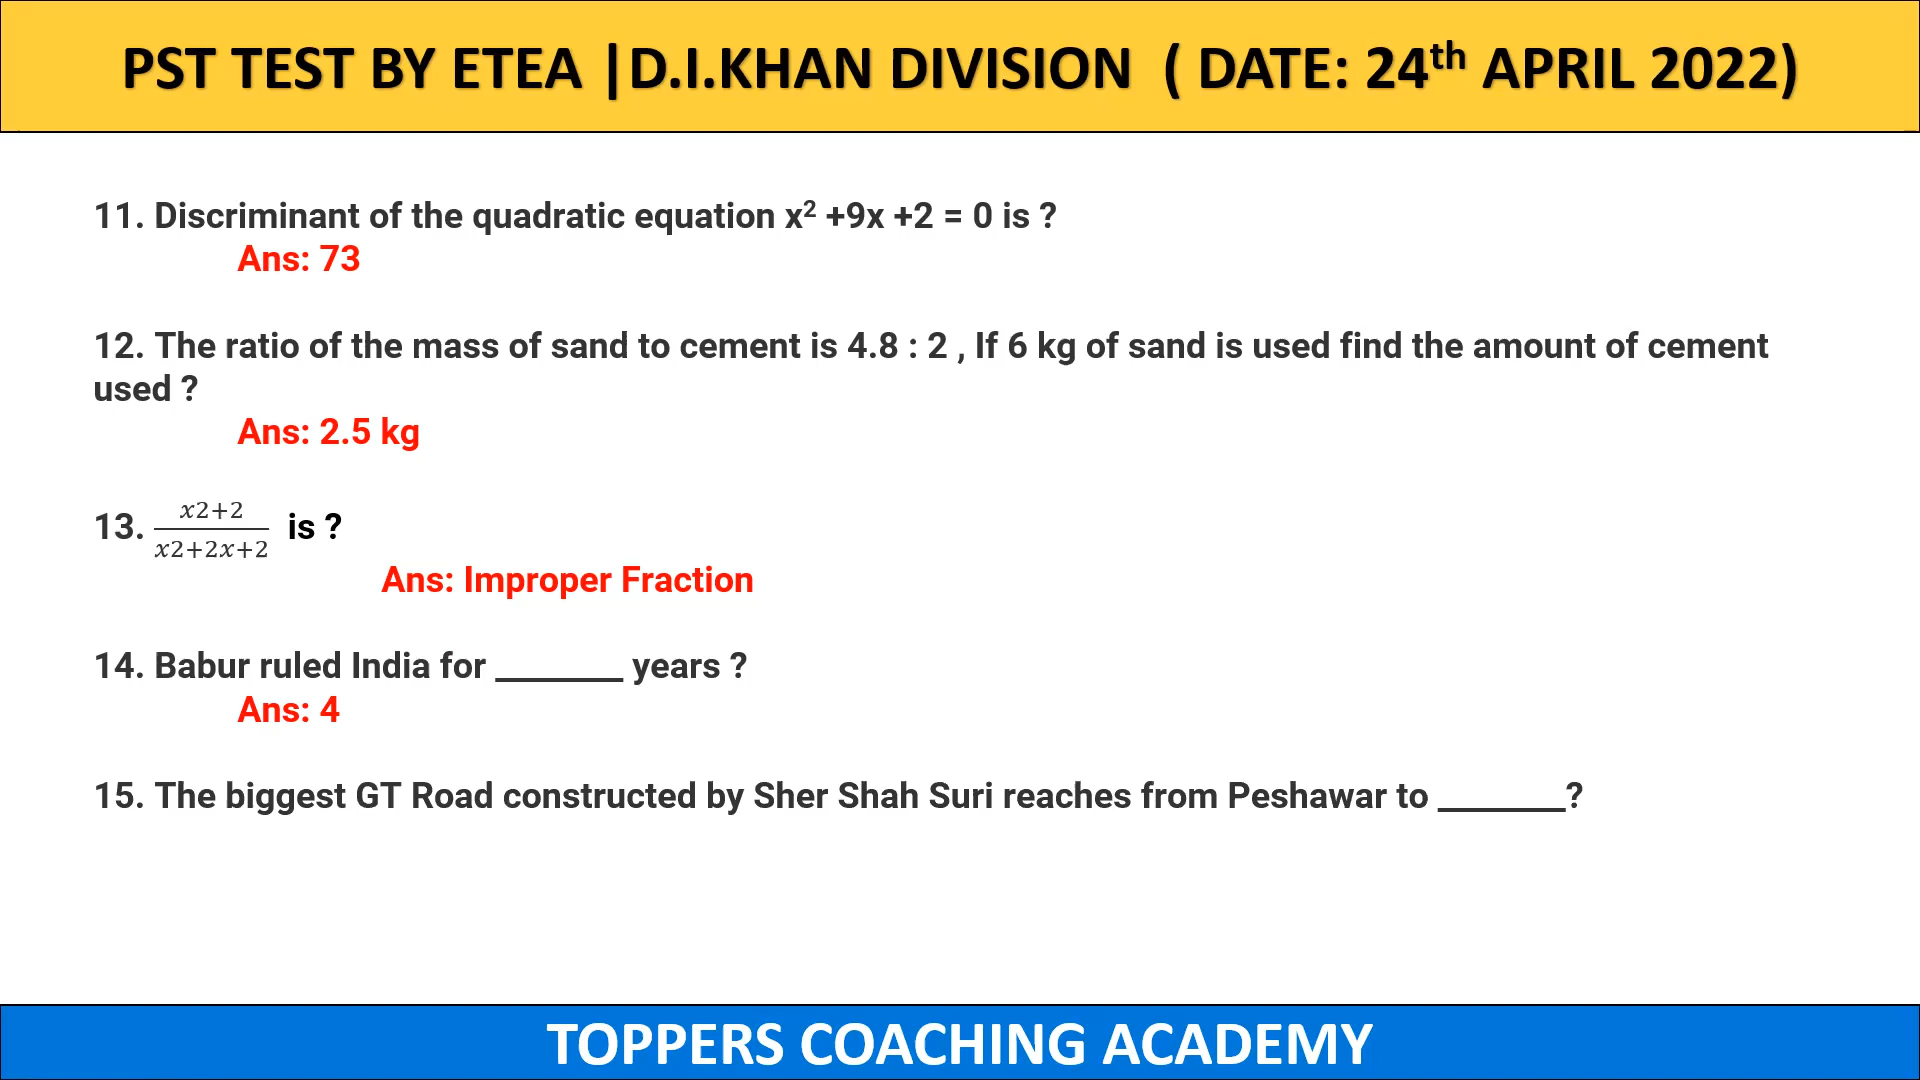 PST TEST BY ETEA |D.I.KHAN DIVISION ( DATE: 24th APRIL 2022)
11. Discriminant of the quadratic equation x² +9x +2 = 0 is ?
Ans: 73
12. The ratio of the mass of sand to cement is 4.8 : 2 , If 6 kg of sand is used find the amount of cement
used ?
Ans: 2.5 kg
13. x2+2 / x2+2x+2 is ?
Ans: Improper Fraction
14. Babur ruled India for _______ years ?
Ans: 4
15. The biggest GT Road constructed by Sher Shah Suri reaches from Peshawar to _______?
TOPPERS COACHING ACADEMY